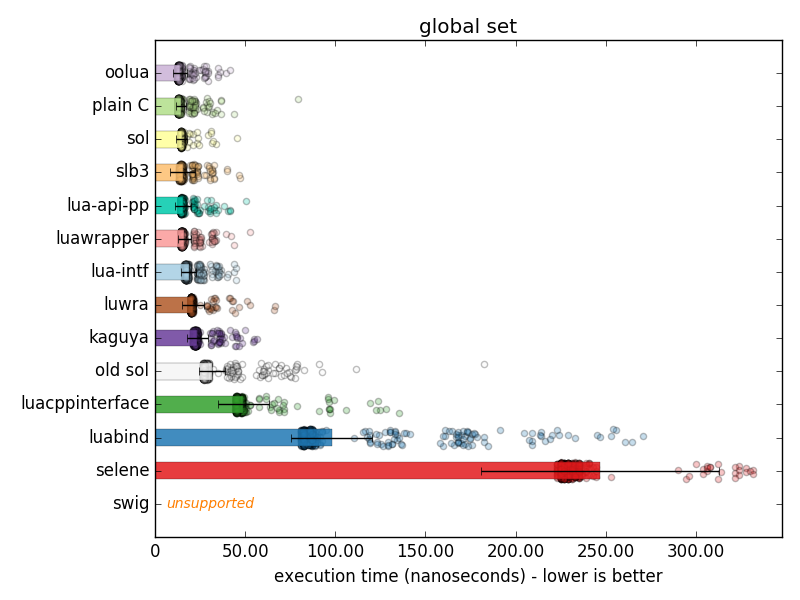 global set
oolua
plain C
sol
slb3
lua-api-pp
luawrapper
lua-intf
luwra
kaguya
old sol
luacppinterface
luabind
selene
swig unsupported
0 50.00 100.00 150.00 200.00 250.00 300.00
execution time (nanoseconds) - lower is better